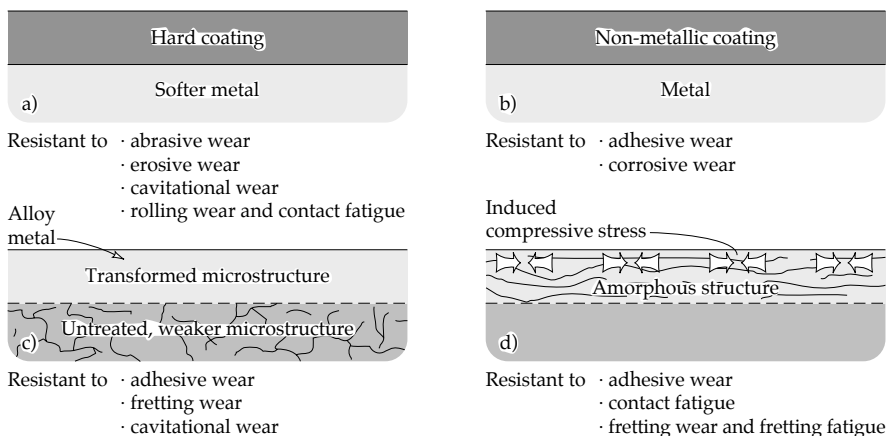 Hard coating
Softer metal
a)
Resistant to · abrasive wear
· erosive wear
· cavitational wear
· rolling wear and contact fatigue
Non-metallic coating
Metal
b)
Resistant to · adhesive wear
· corrosive wear
Alloy
metal
Transformed microstructure
Untreated, weaker microstructure
c)
Resistant to · adhesive wear
· fretting wear
· cavitational wear
Induced
compressive stress
Amorphous structure
d)
Resistant to · adhesive wear
· contact fatigue
· fretting wear and fretting fatigue